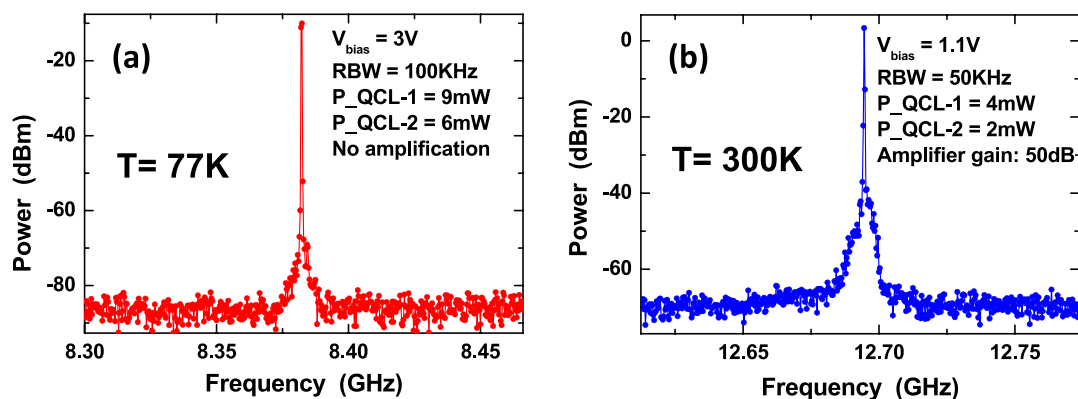 (a)
V_bias = 3V
RBW = 100KHz
P_QCL-1 = 9mW
P_QCL-2 = 6mW
No amplification
T= 77K
Power (dBm)
-20
-40
-60
-80
8.30
8.35
8.40
8.45
Frequency (GHz)
(b)
V_bias = 1.1V
RBW = 50KHz
P_QCL-1 = 4mW
P_QCL-2 = 2mW
Amplifier gain: 50dB
T= 300K
Power (dBm)
0
-20
-40
-60
12.65
12.70
12.75
Frequency (GHz)